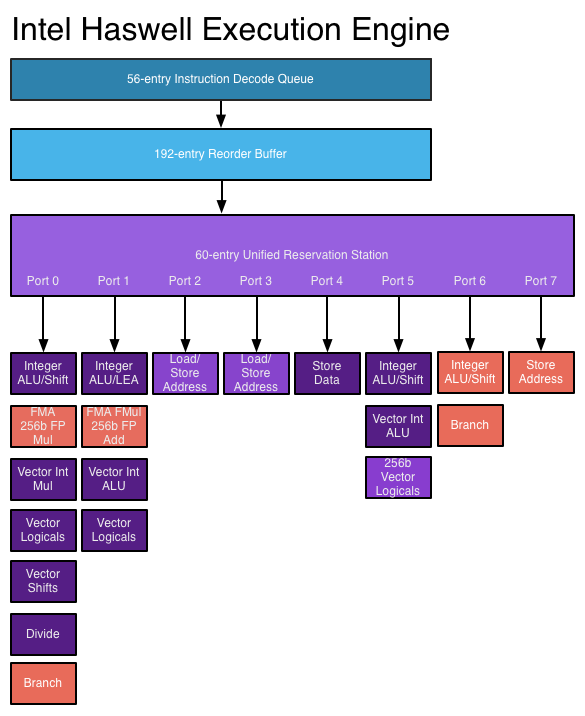 Intel Haswell Execution Engine
56-entry Instruction Decode Queue
192-entry Reorder Buffer
60-entry Unified Reservation Station
Port 0 Port 1 Port 2 Port 3 Port 4 Port 5 Port 6 Port 7
Integer
ALU/Shift
Integer
ALU/LEA
Load/
Store
Address
Load/
Store
Address
Store
Data
Integer
ALU/Shift
Integer
ALU/Shift
Store
Address
FMA
256b FP
Mul
FMA FMul
256b FP
Add
Vector Int
ALU
Branch
Vector Int
Mul
Vector Int
ALU
256b
Vector
Logicals
Vector
Logicals
Vector
Logicals
Vector
Shifts
Divide
Branch